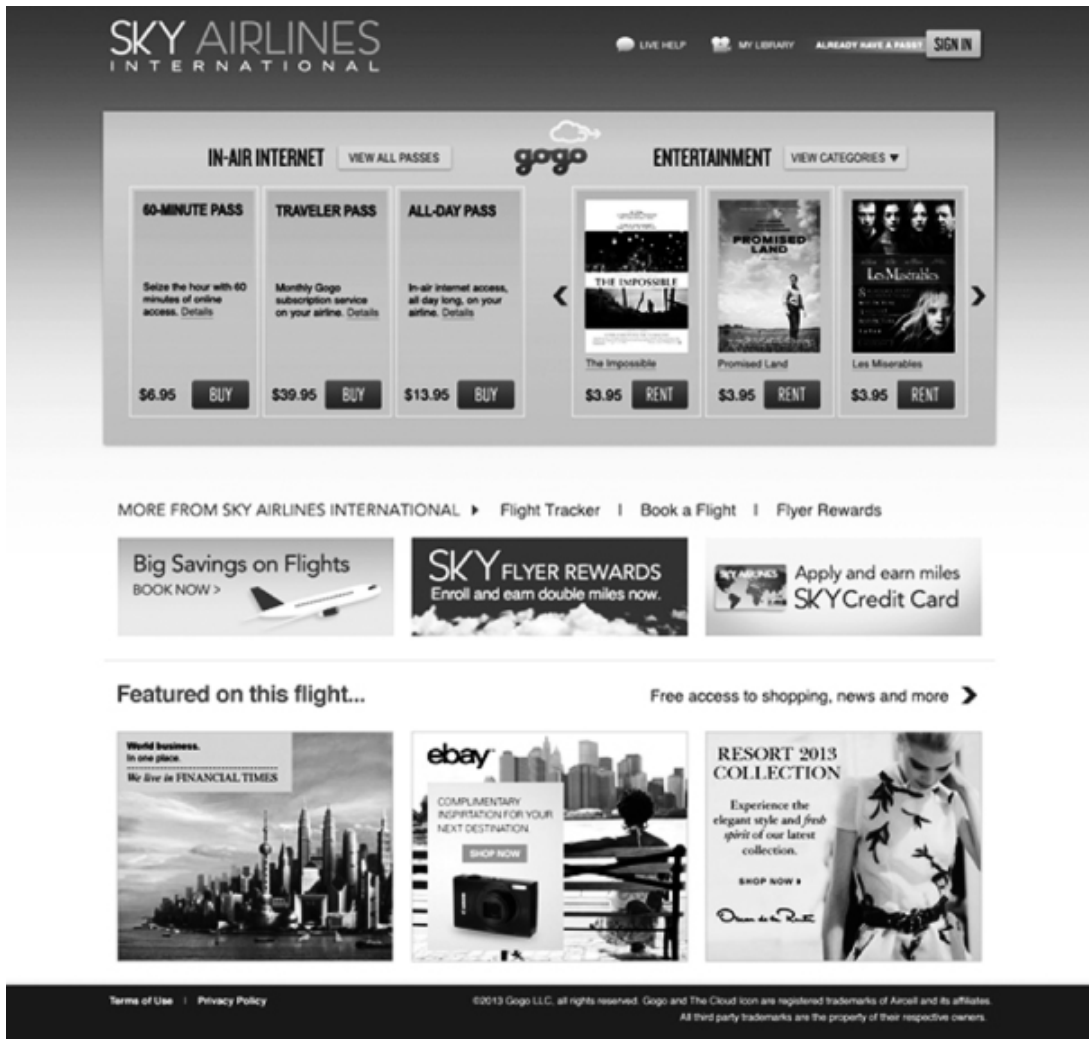 SKY AIRLINES
INTERNATIONAL
LIVE HELP
MY LIBRARY
ALREADY HAVE A PASS?
SIGN IN
IN-AIR INTERNET
VIEW ALL PASSES
gogo
ENTERTAINMENT
VIEW CATEGORIES ▼
60-MINUTE PASS
Seize the hour with 60
minutes of online
access. Details
$6.95
BUY
TRAVELER PASS
Monthly Gogo
subscription service
on your airline. Details
$39.95
BUY
ALL-DAY PASS
In-air internet access,
all day long, on your
airline. Details
$13.95
BUY
THE IMPOSSIBLE
The Impossible
$3.95
RENT
PROMISED
LAND
Promised Land
$3.95
RENT
Les Misérables
Les Miserables
$3.95
RENT
MORE FROM SKY AIRLINES INTERNATIONAL
Flight Tracker | Book a Flight | Flyer Rewards
Big Savings on Flights
BOOK NOW >
SKY FLYER REWARDS
Enroll and earn double miles now.
SKY AIRLINES
Apply and earn miles
SKY Credit Card
Featured on this flight...
Free access to shopping, news and more
World business.
In one place.
We live in FINANCIAL TIMES
ebay
COMPLIMENTARY
INSPIRTATION FOR YOUR
NEXT DESTINATION
SHOP NOW
RESORT 2013
COLLECTION
Experience the
elegant style and fresh
spirit of our latest
collection.
SHOP NOW
Oscar de la Renta
Terms of Use | Privacy Policy
©2013 Gogo LLC, all rights reserved. Gogo and The Cloud Icon are registered trademarks of Aircell and its affiliates.
All third party trademarks are the property of their respective owners.